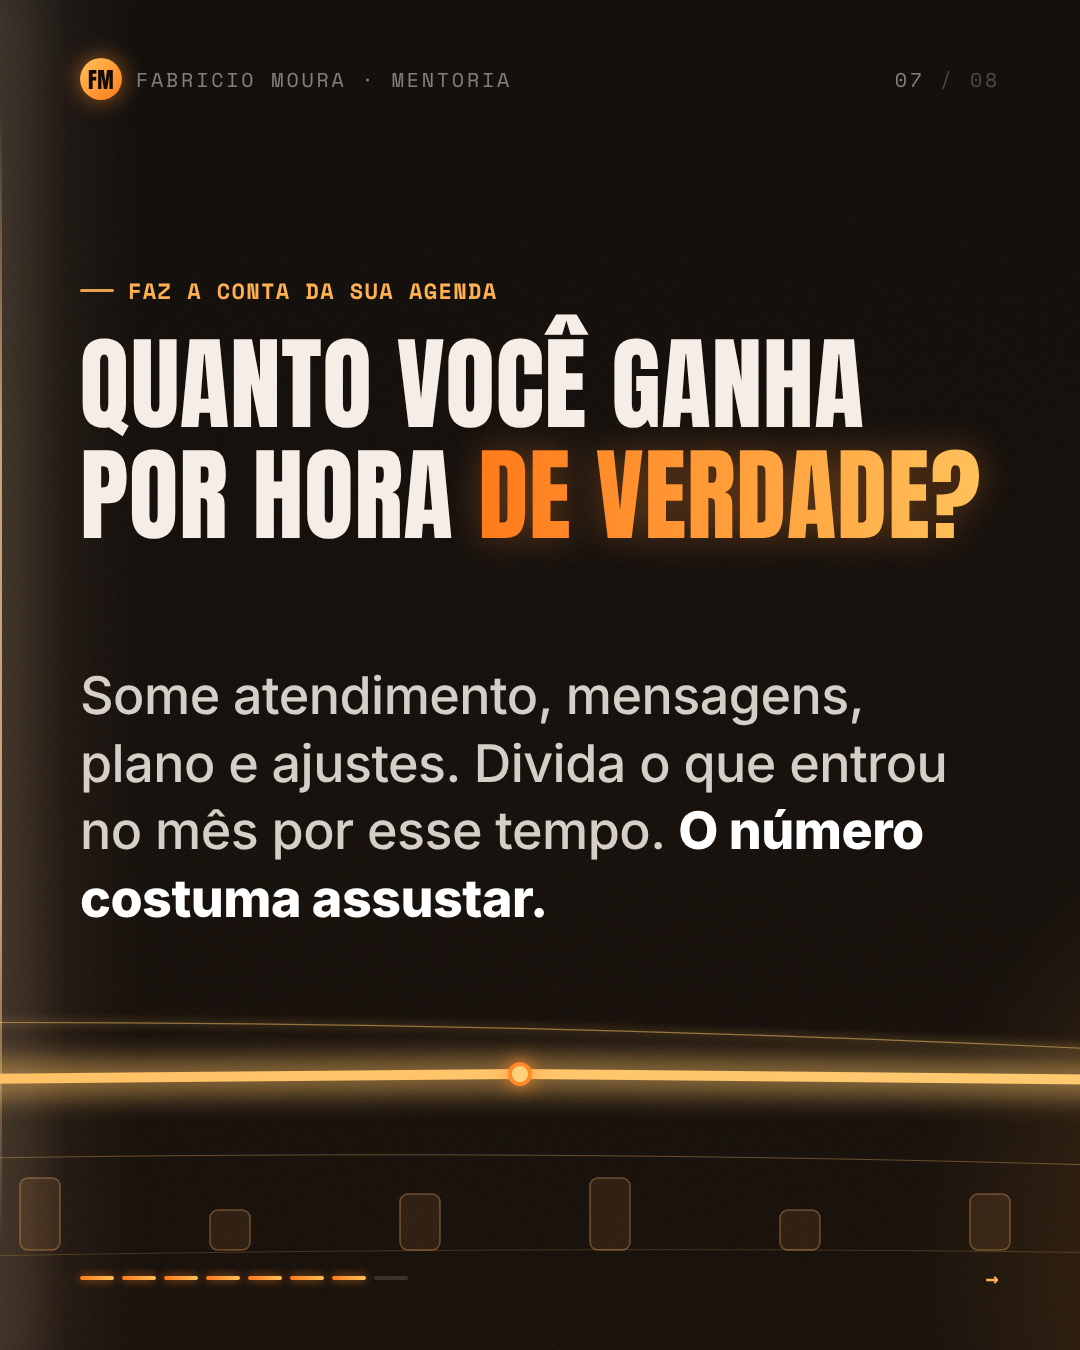 FM FABRICIO MOURA · MENTORIA
07 / 08
FAZ A CONTA DA SUA AGENDA
QUANTO VOCÊ GANHA
POR HORA DE VERDADE?
Some atendimento, mensagens,
plano e ajustes. Divida o que entrou
no mês por esse tempo. O número
costuma assustar.
→